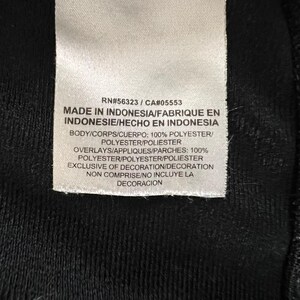 RN#56323 / CA#05553
MADE IN INDONESIA/FABRIQUE EN
INDONESIE/HECHO EN INDONESIA
BODY/CORPS/CUERPO: 100% POLYESTER/
POLYESTER/POLIESTER
OVERLAYS/APPLIQUES/PARCHES: 100%
POLYESTER/POLYESTER/POLIESTER
EXCLUSIVE OF DECORATION/DECORATION
NON COMPRISE/NO INCLUYE LA
DECORACION